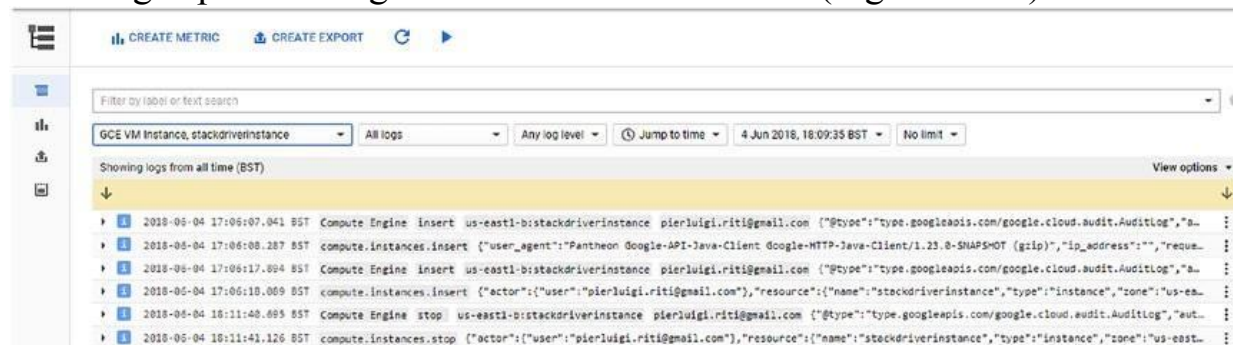 CREATE METRIC CREATE EXPORT
Filter by label or text search
GCE VM Instance, stackdriverinstance All logs Any log level Jump to time 4 Jun 2018, 18:09:35 BST No limit
Showing logs from all time (BST) View options
2018-06-04 17:06:07.041 BST Compute Engine insert us-east1-b:stackdriverinstance pierluigi.riti@gmail.com {"@type":"type.googleapis.com/google.cloud.audit.AuditLog","a…
2018-06-04 17:06:08.287 BST compute.instances.insert {"user_agent":"Pantheon Google-API-Java-Client Google-HTTP-Java-Client/1.23.0-SNAPSHOT (gzip)","ip_address":"","reque…
2018-06-04 17:06:17.894 BST Compute Engine insert us-east1-b:stackdriverinstance pierluigi.riti@gmail.com {"@type":"type.googleapis.com/google.cloud.audit.AuditLog","a…
2018-06-04 17:06:18.089 BST compute.instances.insert {"actor":{"user":"pierluigi.riti@gmail.com"},"resource":{"name":"stackdriverinstance","type":"instance","zone":"us-ea…
2018-06-04 18:11:40.695 BST Compute Engine stop us-east1-b:stackdriverinstance pierluigi.riti@gmail.com {"@type":"type.googleapis.com/google.cloud.audit.AuditLog","aut…
2018-06-04 18:11:41.126 BST compute.instances.stop {"actor":{"user":"pierluigi.riti@gmail.com"},"resource":{"name":"stackdriverinstance","type":"instance","zone":"us-east…